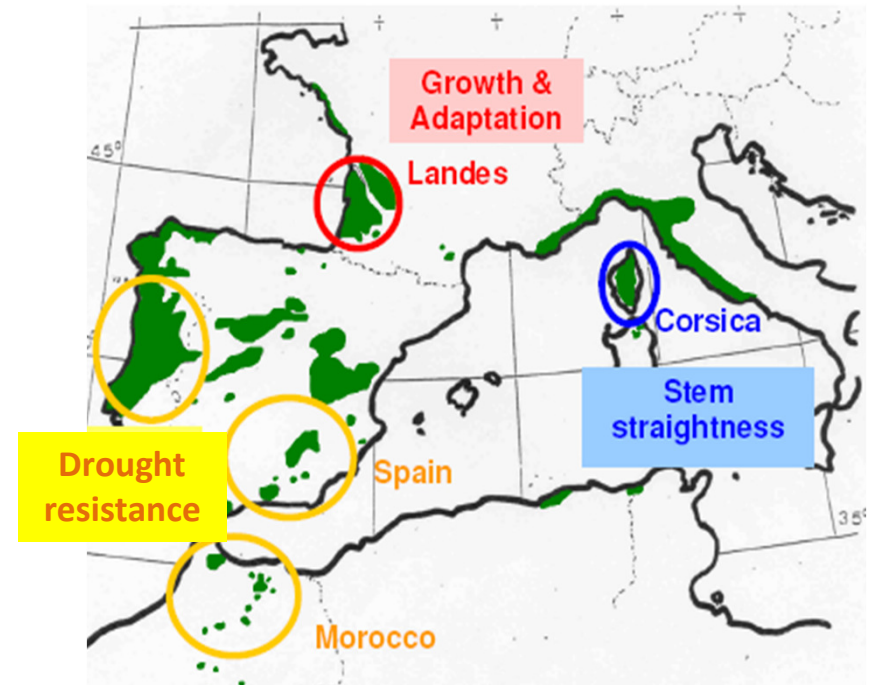 Growth &
Adaptation
45°
Landes
Corsica
Stem
straightness
Drought
resistance
Spain
35°
Morocco